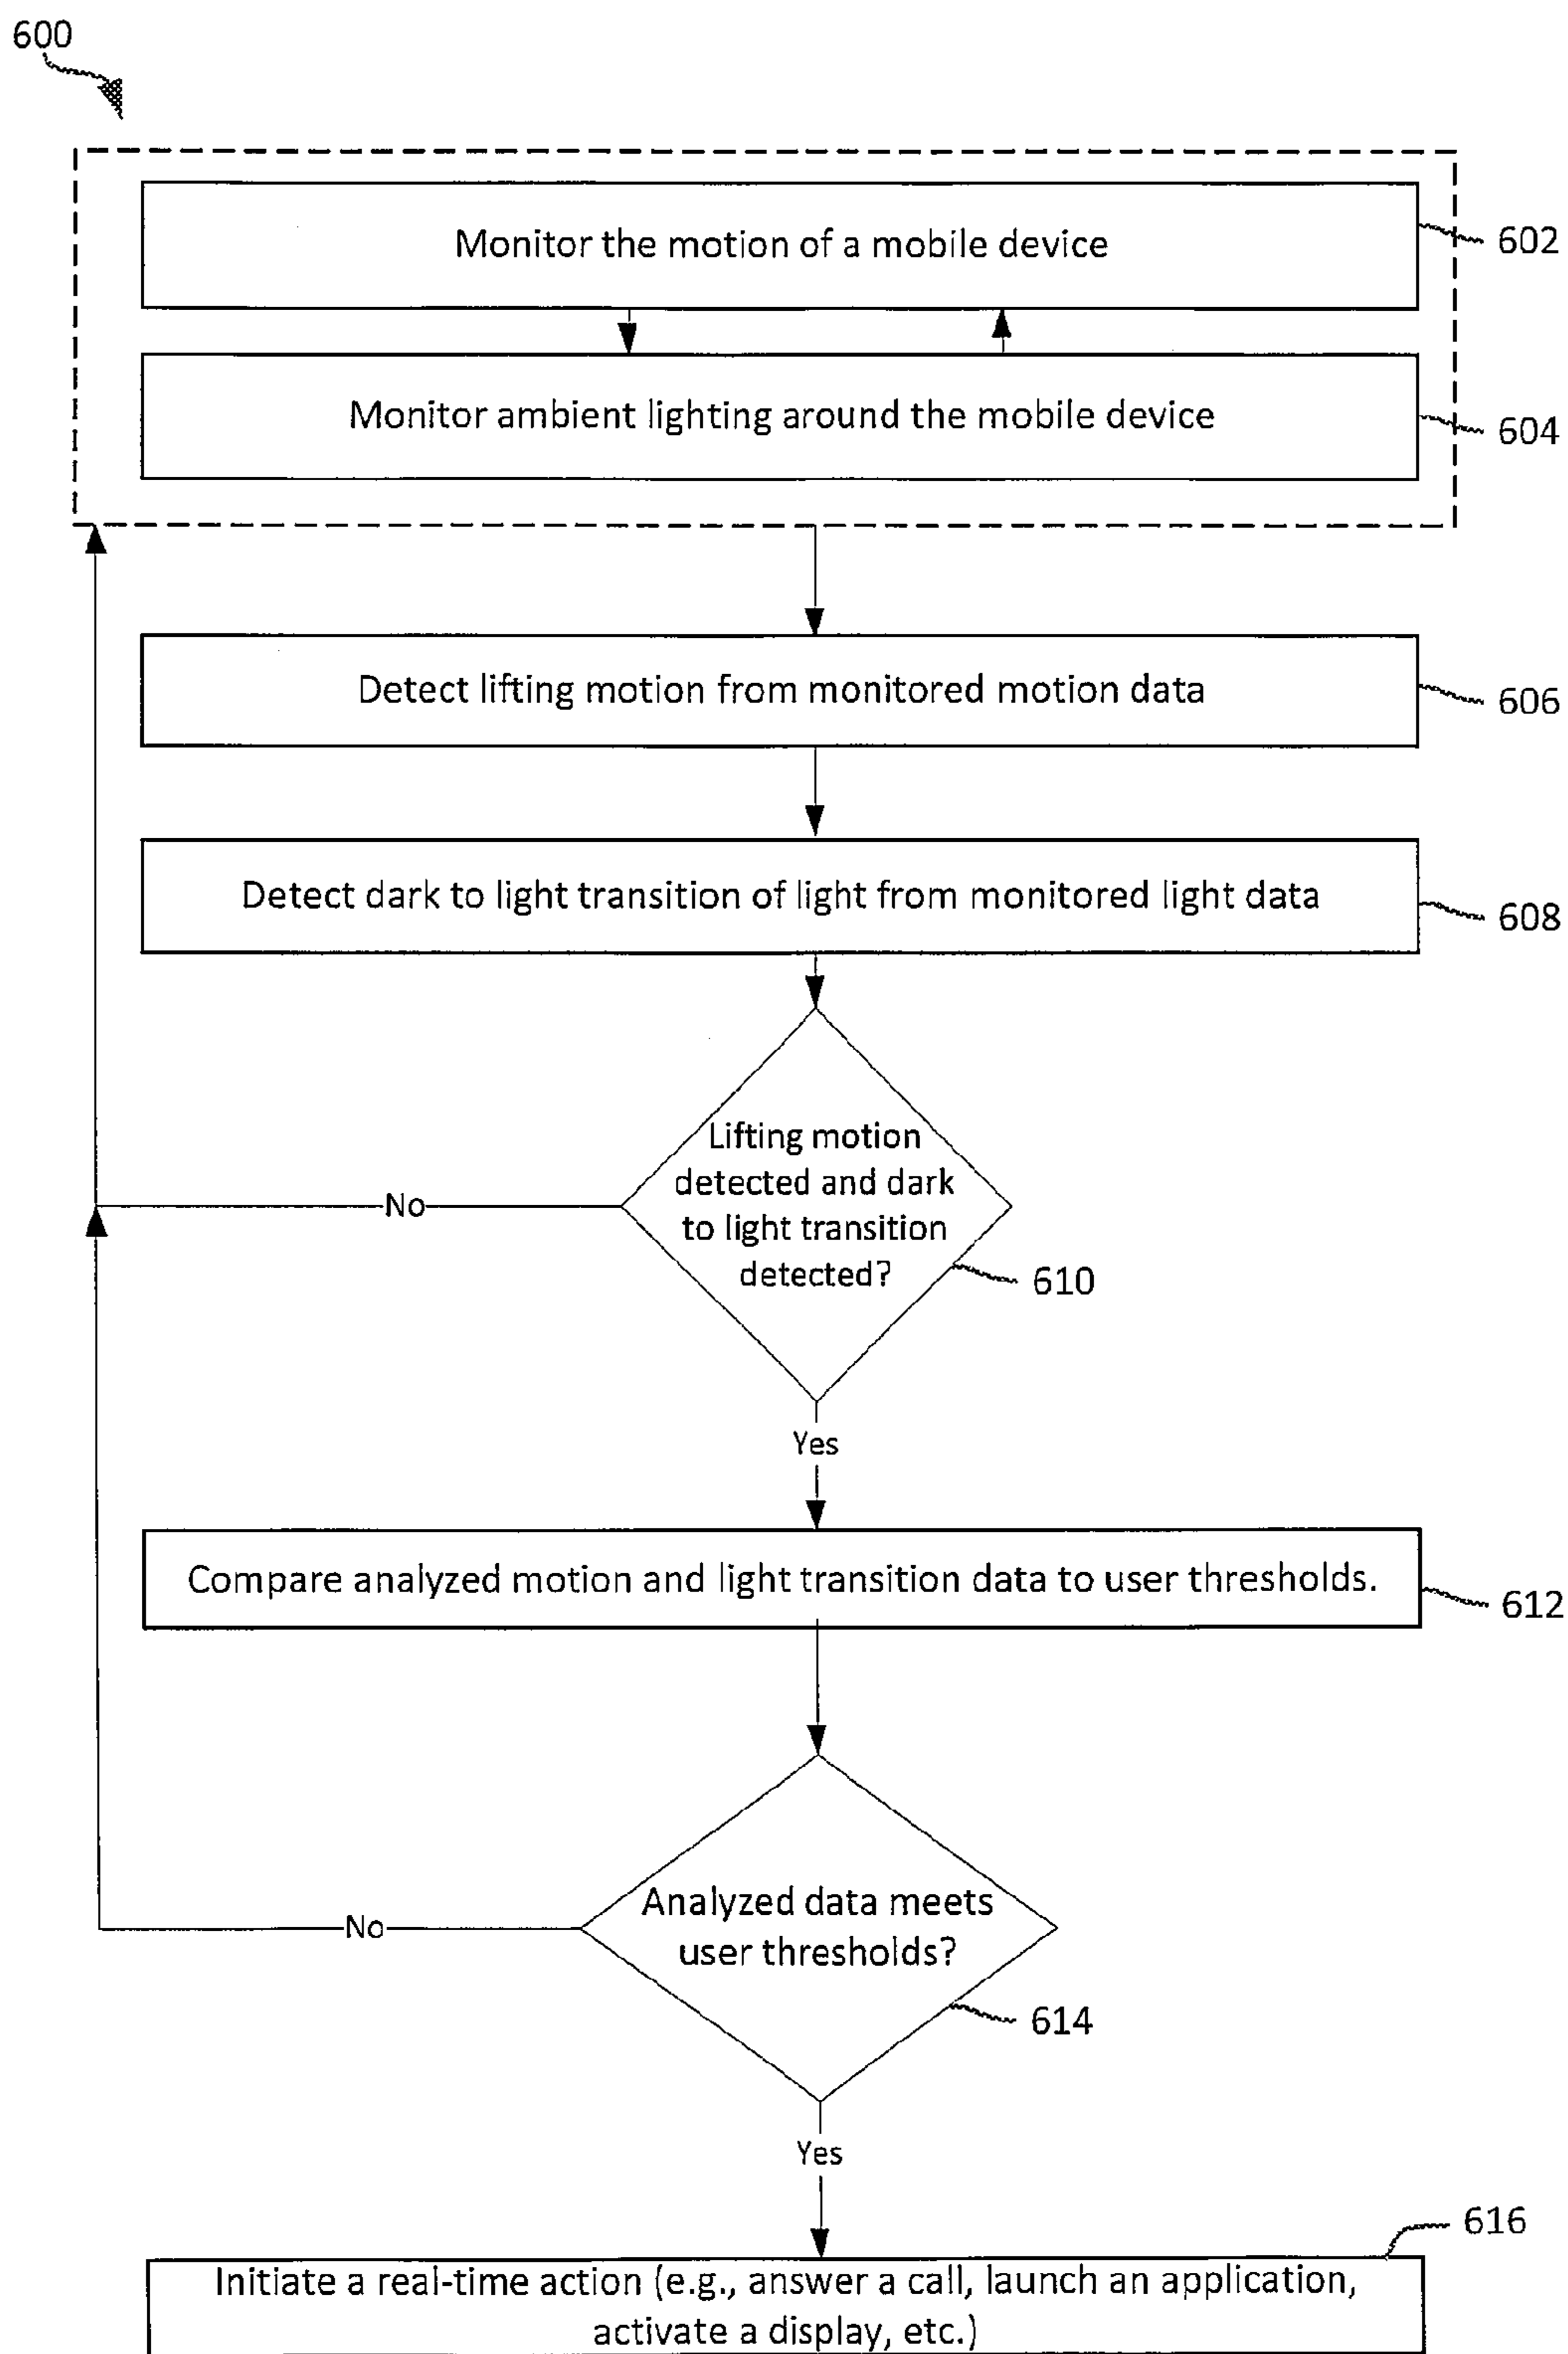 600
Monitor the motion of a mobile device
602
Monitor ambient lighting around the mobile device
604
Detect lifting motion from monitored motion data
606
Detect dark to light transition of light from monitored light data
608
Lifting motion
detected and dark
to light transition
detected?
No
610
Yes
Compare analyzed motion and light transition data to user thresholds.
612
Analyzed data meets
user thresholds?
No
614
Yes
616
Initiate a real-time action (e.g., answer a call, launch an application,
activate a display, etc.)